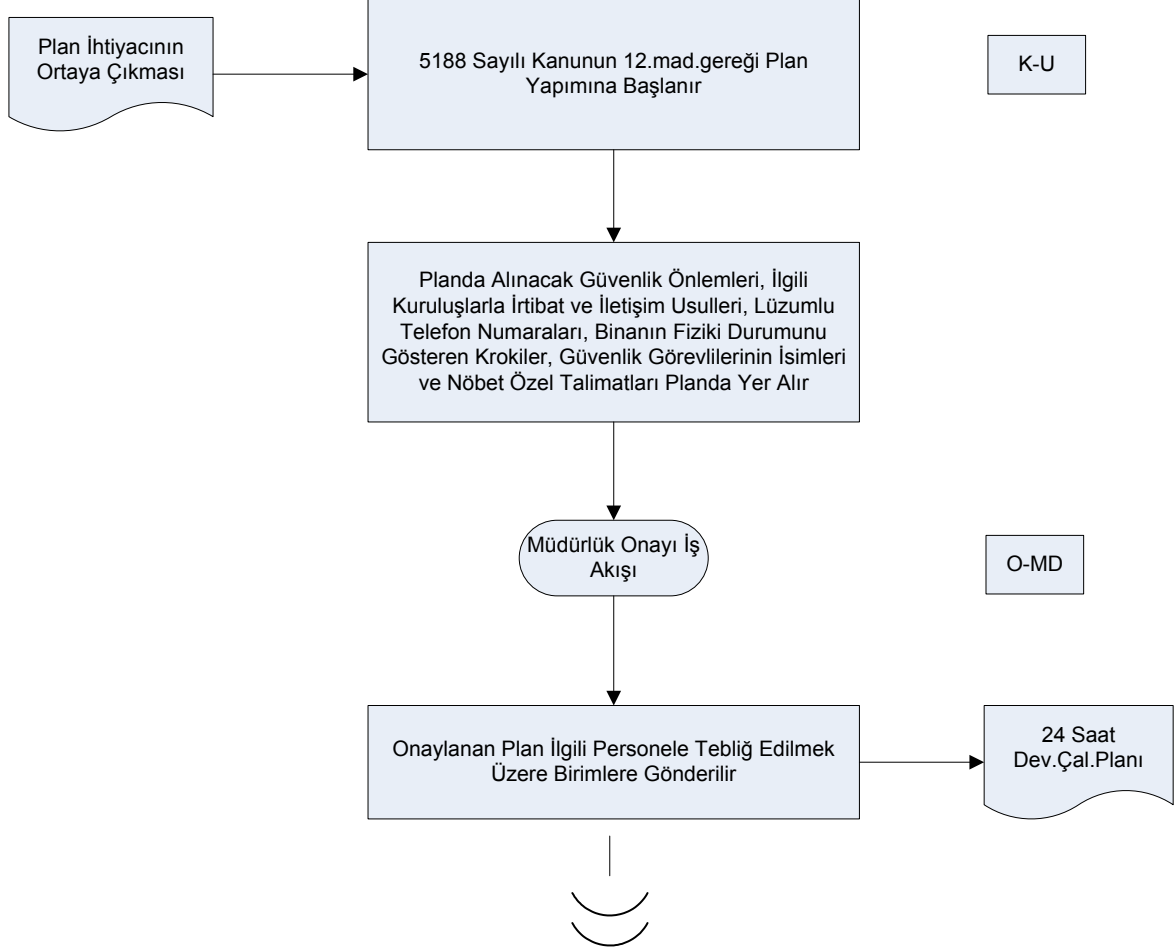 Plan İhtiyacının
Ortaya Çıkması
5188 Sayılı Kanunun 12.mad.gereği Plan
Yapımına Başlanır
K-U
Planda Alınacak Güvenlik Önlemleri, İlgili
Kuruluşlarla İrtibat ve İletişim Usulleri, Lüzumlu
Telefon Numaraları, Binanın Fiziki Durumunu
Gösteren Krokiler, Güvenlik Görevlilerinin İsimleri
ve Nöbet Özel Talimatları Planda Yer Alır
Müdürlük Onayı İş
Akışı
O-MD
Onaylanan Plan İlgili Personele Tebliğ Edilmek
Üzere Birimlere Gönderilir
24 Saat
Dev.Çal.Planı